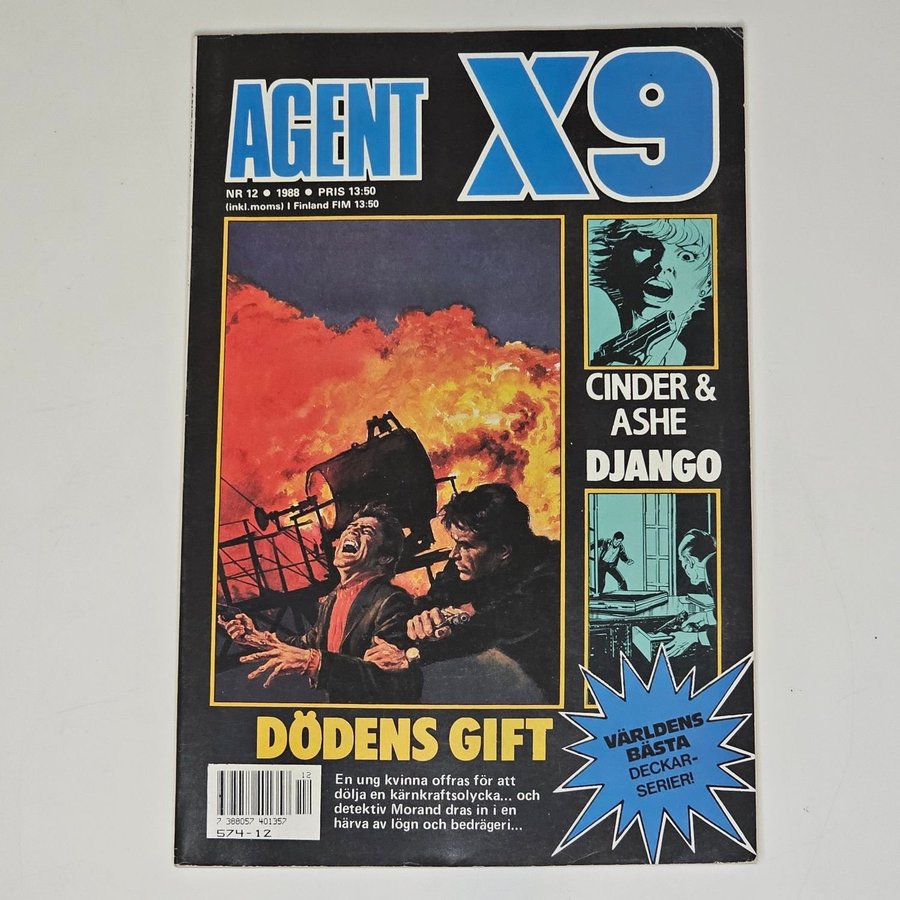 AGENT X9
NR 12 ● 1988 ● PRIS 13:50
(inkl.moms) I Finland FIM 13:50
CINDER &
ASHE
DJANGO
DÖDENS GIFT
En ung kvinna offras för att
dölja en kärnkraftsolycka... och
detektiv Morand dras in i en
härva av lögn och bedrägeri...
VÄRLDENS
BÄSTA
DECKAR-
SERIER!
12
7 388057 401357
574-12